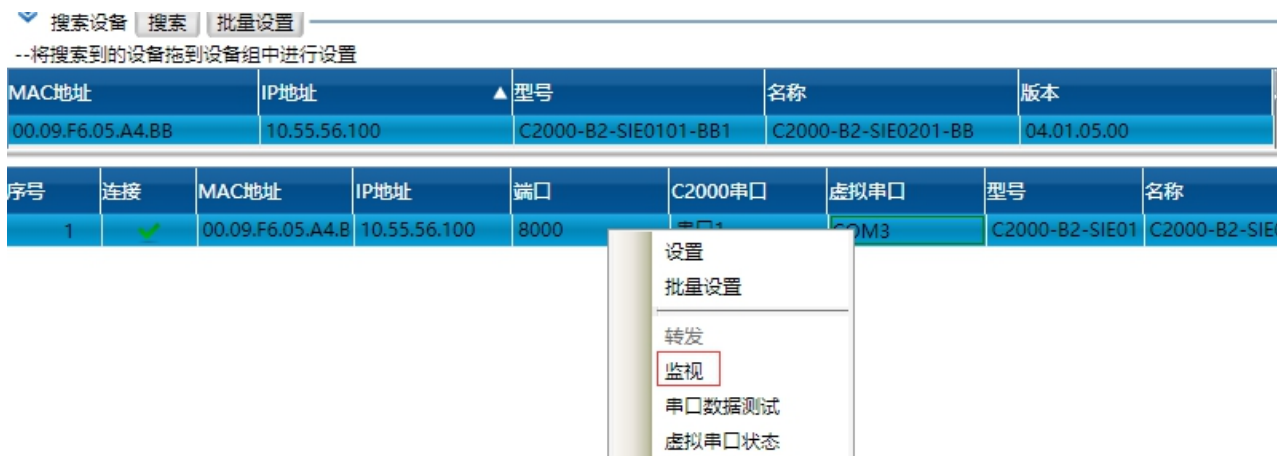 搜索设备 搜索 批量设置
--将搜索到的设备拖到设备组中进行设置
MAC地址 IP地址 型号 名称 版本
00.09.F6.05.A4.BB 10.55.56.100 C2000-B2-SIE0101-BB1 C2000-B2-SIE0201-BB 04.01.05.00
序号 连接 MAC地址 IP地址 端口 C2000串口 虚拟串口 型号 名称
1 00.09.F6.05.A4.B 10.55.56.100 8000 串口1 COM3 C2000-B2-SIE01 C2000-B2-SIE
设置
批量设置
转发
监视
串口数据测试
虚拟串口状态